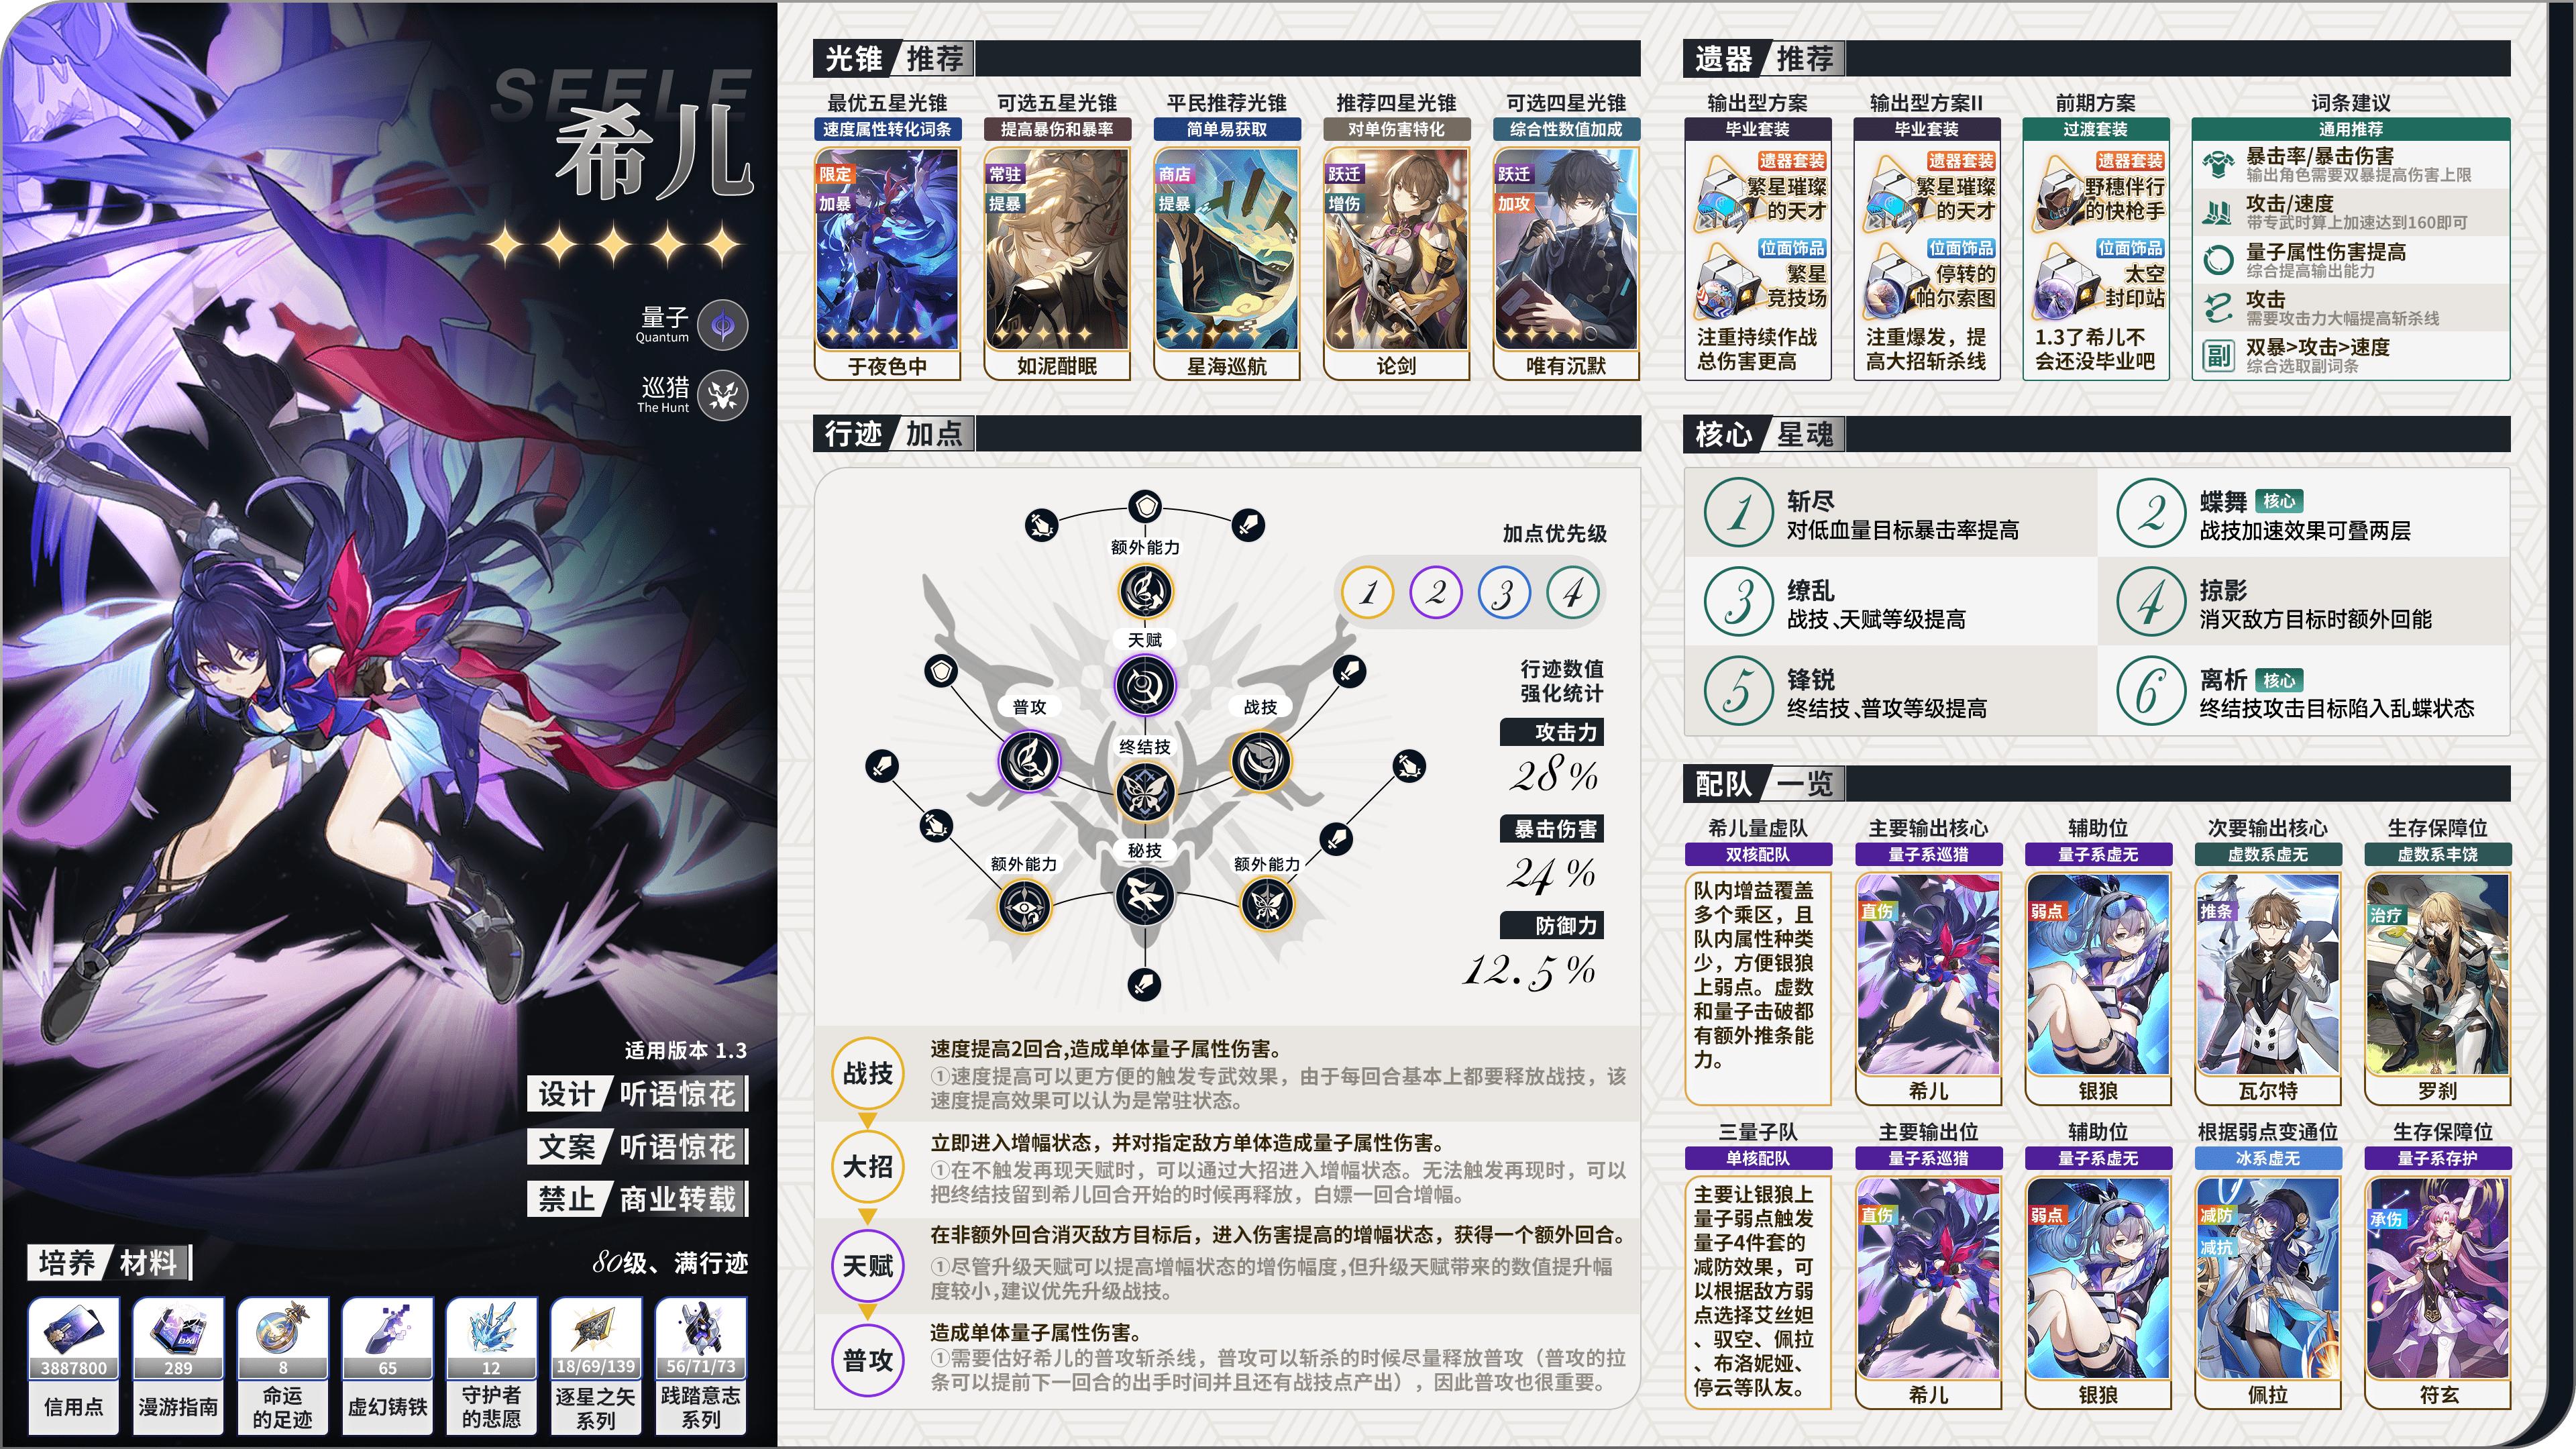 SEELE
希儿
量子
Quantum
巡猎
The Hunt
适用版本 1.3
设计 听语惊花
文案 听语惊花
禁止 商业转载
培养 材料
80级、满行迹
3887800
289
8
65
12
18/69/139
56/71/73
信用点
漫游指南
命运
的足迹
虚幻铸铁
守护者
的悲愿
逐星之矢
系列
践踏意志
系列
光锥 推荐
最优五星光锥
速度属性转化词条
限定
加暴
于夜色中
可选五星光锥
提高暴伤和暴率
常驻
提暴
如泥酣眠
平民推荐光锥
简单易获取
商店
提暴
星海巡航
推荐四星光锥
对单伤害特化
跃迁
增伤
论剑
可选四星光锥
综合性数值加成
跃迁
加攻
唯有沉默
行迹 加点
额外能力
天赋
普攻
战技
终结技
秘技
额外能力
额外能力
加点优先级
1 2 3 4
行迹数值
强化统计
攻击力
28%
暴击伤害
24%
防御力
12.5%
战技
速度提高2回合,造成单体量子属性伤害。
①速度提高可以更方便的触发专武效果，由于每回合基本上都要释放战技，该
速度提高效果可以认为是常驻状态。
大招
立即进入增幅状态，并对指定敌方单体造成量子属性伤害。
①在不触发再现天赋时，可以通过大招进入增幅状态。无法触发再现时，可以
把终结技留到希儿回合开始的时候再释放，白嫖一回合增幅。
天赋
在非额外回合消灭敌方目标后，进入伤害提高的增幅状态，获得一个额外回合。
①尽管升级天赋可以提高增幅状态的增伤幅度,但升级天赋带来的数值提升幅
度较小,建议优先升级战技。
普攻
造成单体量子属性伤害。
①需要估好希儿的普攻斩杀线，普攻可以斩杀的时候尽量释放普攻（普攻的拉
条可以提前下一回合的出手时间并且还有战技点产出），因此普攻也很重要。
遗器 推荐
输出型方案
毕业套装
遗器套装
繁星璀璨
的天才
位面饰品
繁星
竞技场
注重持续作战
总伤害更高
输出型方案II
毕业套装
遗器套装
繁星璀璨
的天才
位面饰品
停转的
帕尔索图
注重爆发，提
高大招斩杀线
前期方案
过渡套装
遗器套装
野穗伴行
的快枪手
位面饰品
太空
封印站
1.3了希儿不
会还没毕业吧
词条建议
通用推荐
暴击率/暴击伤害
输出角色需要双暴提高伤害上限
攻击/速度
带专武时算上加速达到160即可
量子属性伤害提高
综合提高输出能力
攻击
需要攻击力大幅提高斩杀线
副
双暴>攻击>速度
综合选取副词条
核心 星魂
1
斩尽
对低血量目标暴击率提高
2
蝶舞 核心
战技加速效果可叠两层
3
缭乱
战技、天赋等级提高
4
掠影
消灭敌方目标时额外回能
5
锋锐
终结技、普攻等级提高
6
离析 核心
终结技攻击目标陷入乱蝶状态
配队 一览
希儿量虚队
双核配队
队内增益覆盖
多个乘区，且
队内属性种类
少，方便银狼
上弱点。虚数
和量子击破都
有额外推条能
力。
主要输出核心
量子系巡猎
直伤
希儿
辅助位
量子系虚无
弱点
银狼
次要输出核心
虚数系虚无
推条
瓦尔特
生存保障位
虚数系丰饶
治疗
罗刹
三量子队
单核配队
主要让银狼上
量子弱点触发
量子4件套的
减防效果，可
以根据敌方弱
点选择艾丝妲
、驭空、佩拉
、布洛妮娅、
停云等队友。
主要输出位
量子系巡猎
直伤
希儿
辅助位
量子系虚无
弱点
银狼
根据弱点变通位
冰系虚无
减防
减抗
佩拉
生存保障位
量子系存护
承伤
符玄